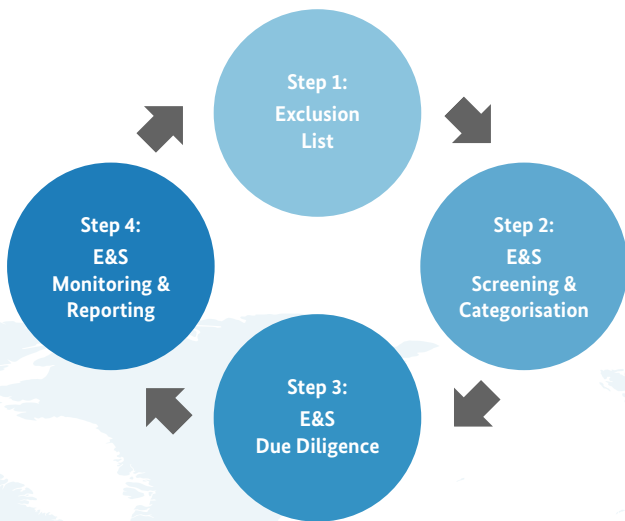 Step 1:
Exclusion
List
Step 2:
E&S
Screening &
Categorisation
Step 3:
E&S
Due Diligence
Step 4:
E&S
Monitoring &
Reporting